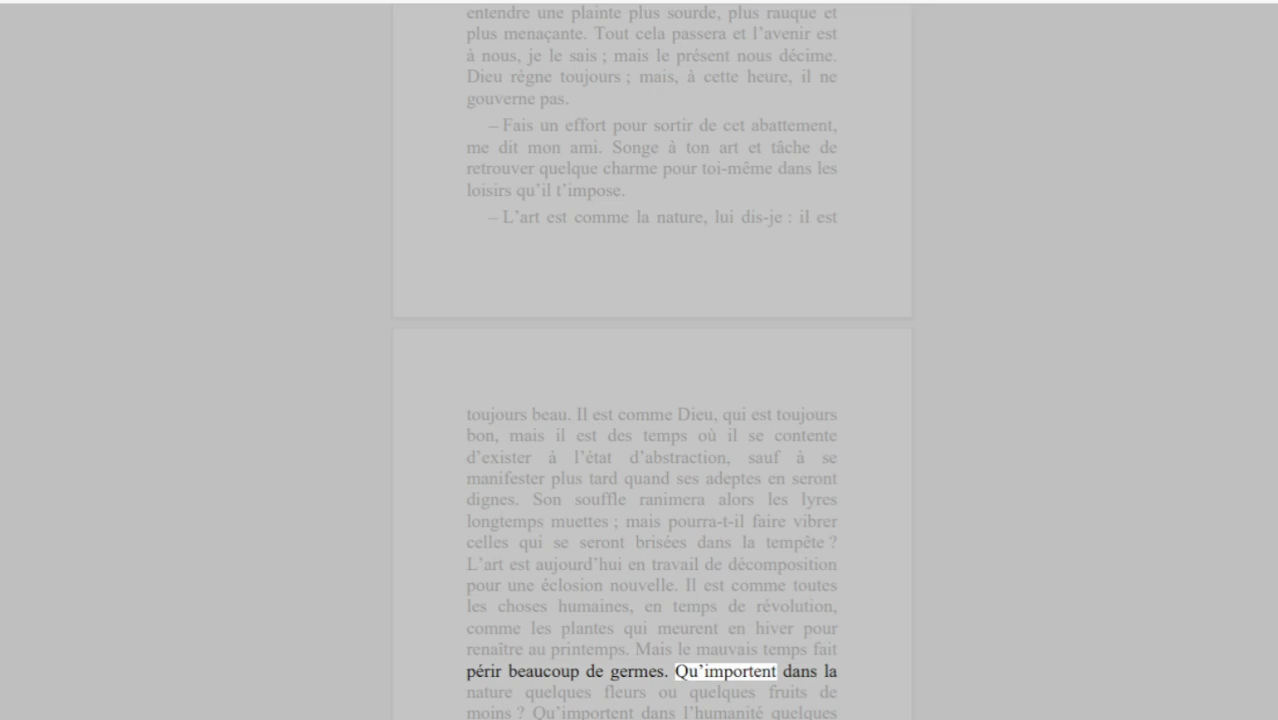 entendre une plainte plus sourde, plus rauque et
plus menaçante. Tout cela passera et l’avenir est
à nous, je le sais ; mais le présent nous décime.
Dieu règne toujours ; mais, à cette heure, il ne
gouverne pas.
– Fais un effort pour sortir de cet abattement,
me dit mon ami. Songe à ton art et tâche de
retrouver quelque charme pour toi-même dans les
loisirs qu’il t’impose.
– L’art est comme la nature, lui dis-je : il est
toujours beau. Il est comme Dieu, qui est toujours
bon, mais il est des temps où il se contente
d’exister à l’état d’abstraction, sauf à se
manifester plus tard quand ses adeptes en seront
dignes. Son souffle ranimera alors les lyres
longtemps muettes ; mais pourra-t-il faire vibrer
celles qui se seront brisées dans la tempête ?
L’art est aujourd’hui en travail de décomposition
pour une éclosion nouvelle. Il est comme toutes
les choses humaines, en temps de révolution,
comme les plantes qui meurent en hiver pour
renaître au printemps. Mais le mauvais temps fait
périr beaucoup de germes. Qu’importent dans la
nature quelques fleurs ou quelques fruits de
moins ? Qu’importent dans l’humanité quelques